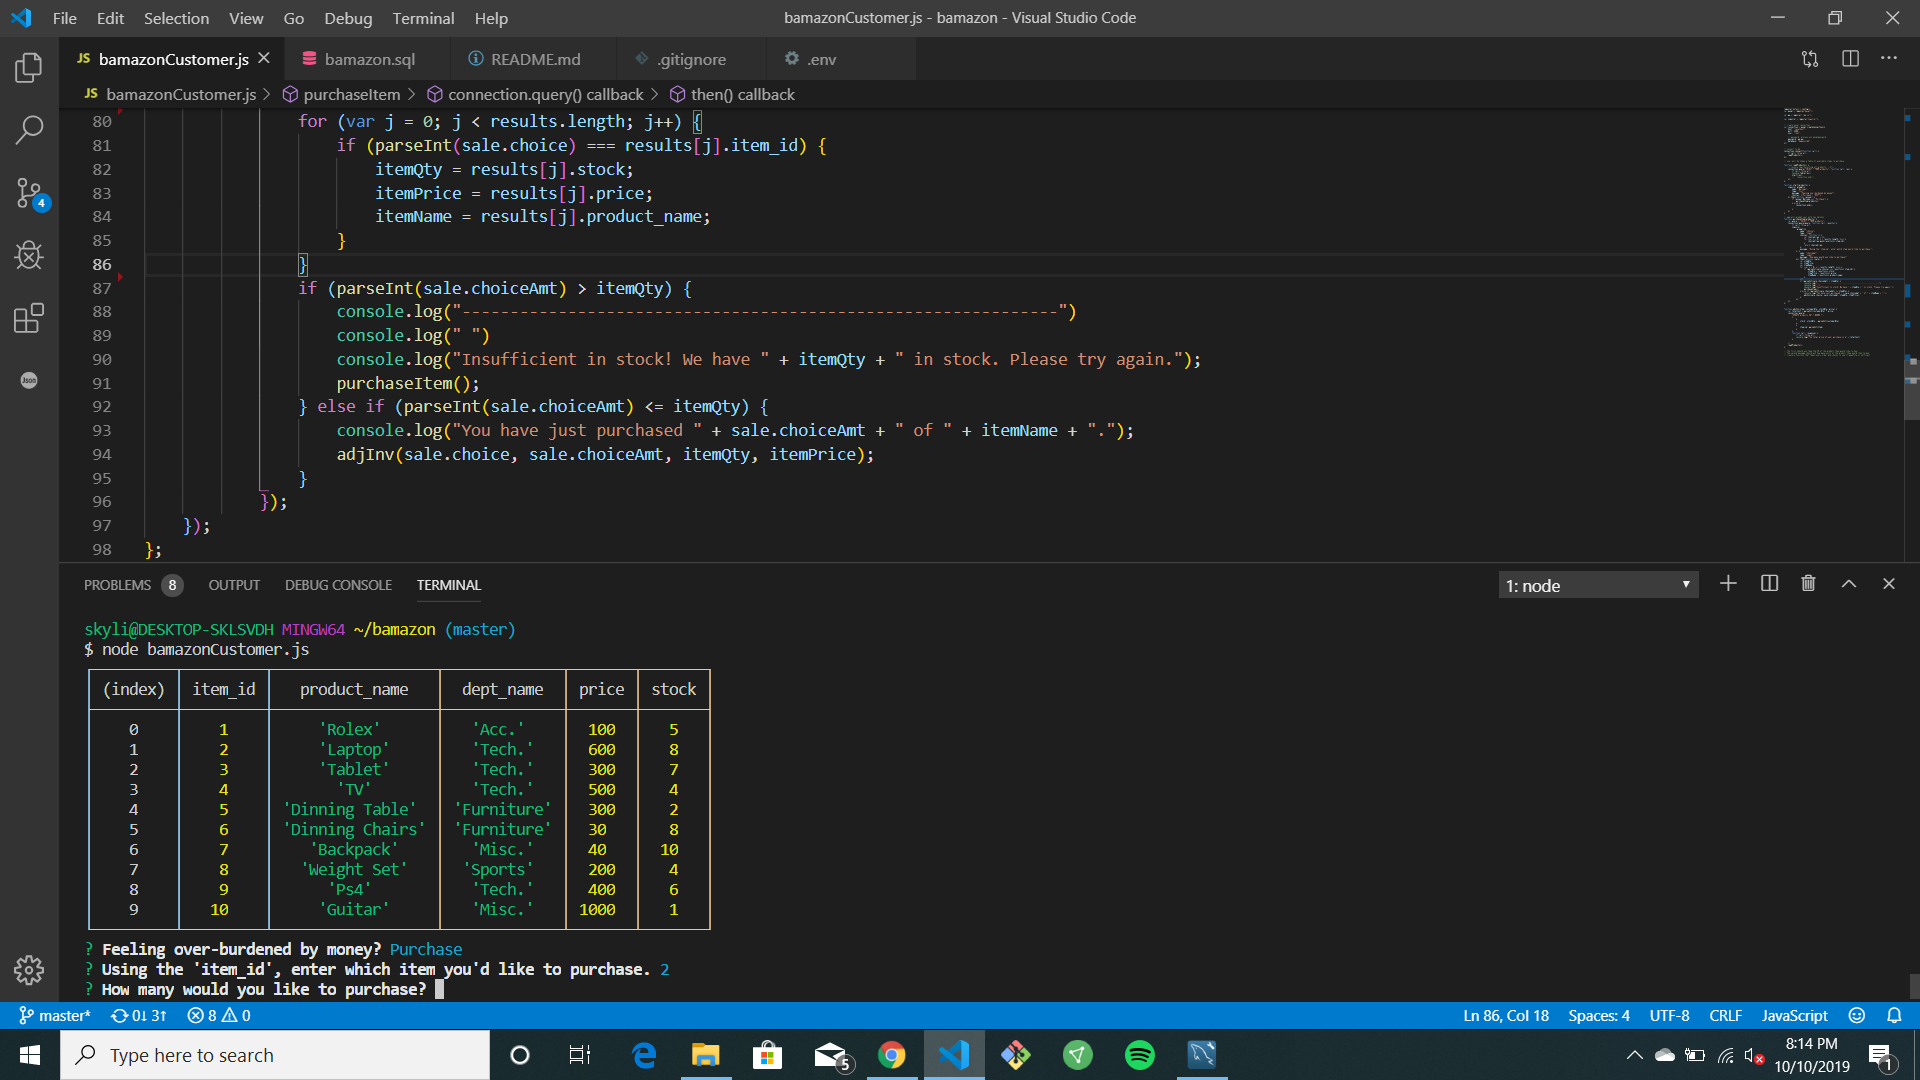 File Edit Selection View Go Debug Terminal Help
bamazonCustomer.js - bamazon - Visual Studio Code
JS bamazonCustomer.js
bamazon.sql
README.md
.gitignore
.env
JS bamazonCustomer.js > purchaseItem > connection.query() callback > then() callback
80 for (var j = 0; j < results.length; j++) {
81 if (parseInt(sale.choice) === results[j].item_id) {
82 itemQty = results[j].stock;
83 itemPrice = results[j].price;
84 itemName = results[j].product_name;
85 }
86 }
87 if (parseInt(sale.choiceAmt) > itemQty) {
88 console.log("--------------------------------------------------------------")
89 console.log(" ")
90 console.log("Insufficient in stock! We have " + itemQty + " in stock. Please try again.");
91 purchaseItem();
92 } else if (parseInt(sale.choiceAmt) <= itemQty) {
93 console.log("You have just purchased " + sale.choiceAmt + " of " + itemName + ".");
94 adjInv(sale.choice, sale.choiceAmt, itemQty, itemPrice);
95 }
96 });
97 });
98 };
4
Json
PROBLEMS 8 OUTPUT DEBUG CONSOLE TERMINAL
1: node
skyli@DESKTOP-SKLSVDH MINGW64 ~/bamazon (master)
$ node bamazonCustomer.js
(index) item_id product_name dept_name price stock
0 1 'Rolex' 'Acc.' 100 5
1 2 'Laptop' 'Tech.' 600 8
2 3 'Tablet' 'Tech.' 300 7
3 4 'TV' 'Tech.' 500 4
4 5 'Dinning Table' 'Furniture' 300 2
5 6 'Dinning Chairs' 'Furniture' 30 8
6 7 'Backpack' 'Misc.' 40 10
7 8 'Weight Set' 'Sports' 200 4
8 9 'Ps4' 'Tech.' 400 6
9 10 'Guitar' 'Misc.' 1000 1
? Feeling over-burdened by money? Purchase
? Using the 'item_id', enter which item you'd like to purchase. 2
? How many would you like to purchase?
master* 0↓ 3↑ 8 0
Ln 86, Col 18 Spaces: 4 UTF-8 CRLF JavaScript
Type here to search
5
8:14 PM
10/10/2019
1